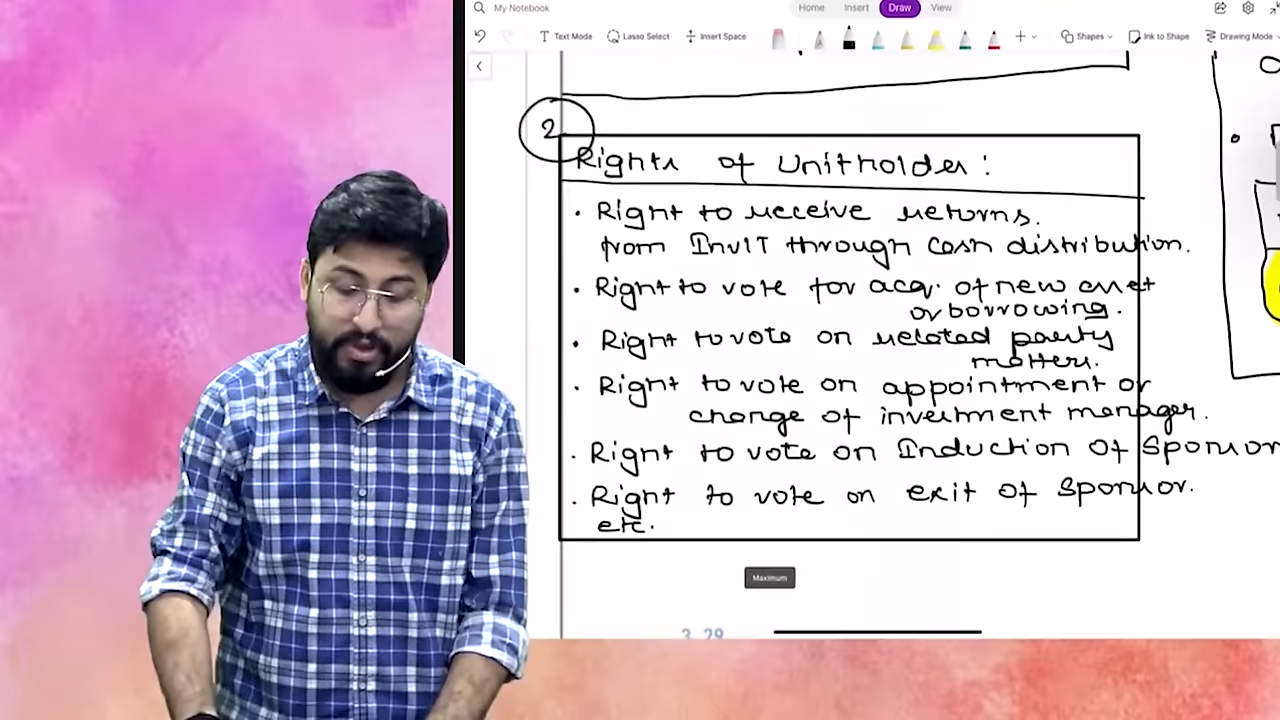 My Notebook
Home Insert Draw View
Text Mode Lasso Select Insert Space Shapes Ink to Shape Drawing Mode
2
Rights of Unitholder:
• Right to receive returns.
from InvIT through cash distribution.
• Right to vote for acq. of new asset
or borrowing.
• Right to vote on related party
matters.
• Right to vote on appointment or
change of investment manager.
• Right to vote on Induction of Sponsor
• Right to vote on exit of Sponsor.
etc.
Maximum
3.29